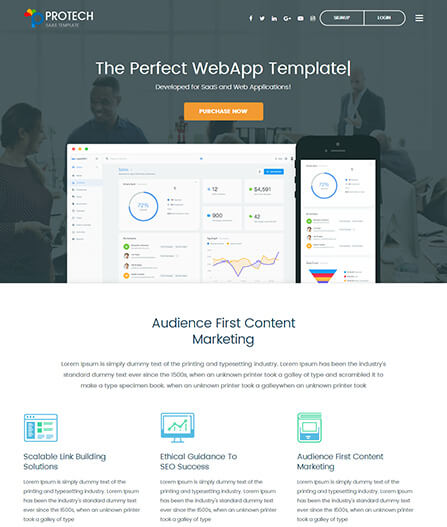 PROTECH
SAAS TEMPLATE
SIGNUP
LOGIN
The Perfect WebApp Template
Developed for SaaS and Web Applications!
PURCHASE NOW
Sales
72%
12
$4,591
900
42
72%
Audience First Content
Marketing
Lorem Ipsum is simply dummy text of the printing and typesetting industry. Lorem Ipsum has been the industry's
standard dummy text ever since the 1500s, when an unknown printer took a galley of type and scrambled it to
make a type specimen book. when an unknown printer took a galleywhen an unknown printer took a galley
Scalable Link Building
Solutions
Lorem Ipsum is simply dummy text of the
printing and typesetting industry. Lorem Ipsum
has been the industry's standard dummy text
ever since the 1500s, when an unknown printer
took a galley of type
Ethical Guidance To
SEO Success
Lorem Ipsum is simply dummy text of the
printing and typesetting industry. Lorem Ipsum
has been the industry's standard dummy text
ever since the 1500s, when an unknown printer
took a galley of type
Audience First Content
Marketing
Lorem Ipsum is simply dummy text of the
printing and typesetting industry. Lorem Ipsum
has been the industry's standard dummy text
ever since the 1500s, when an unknown printer
took a galley of type